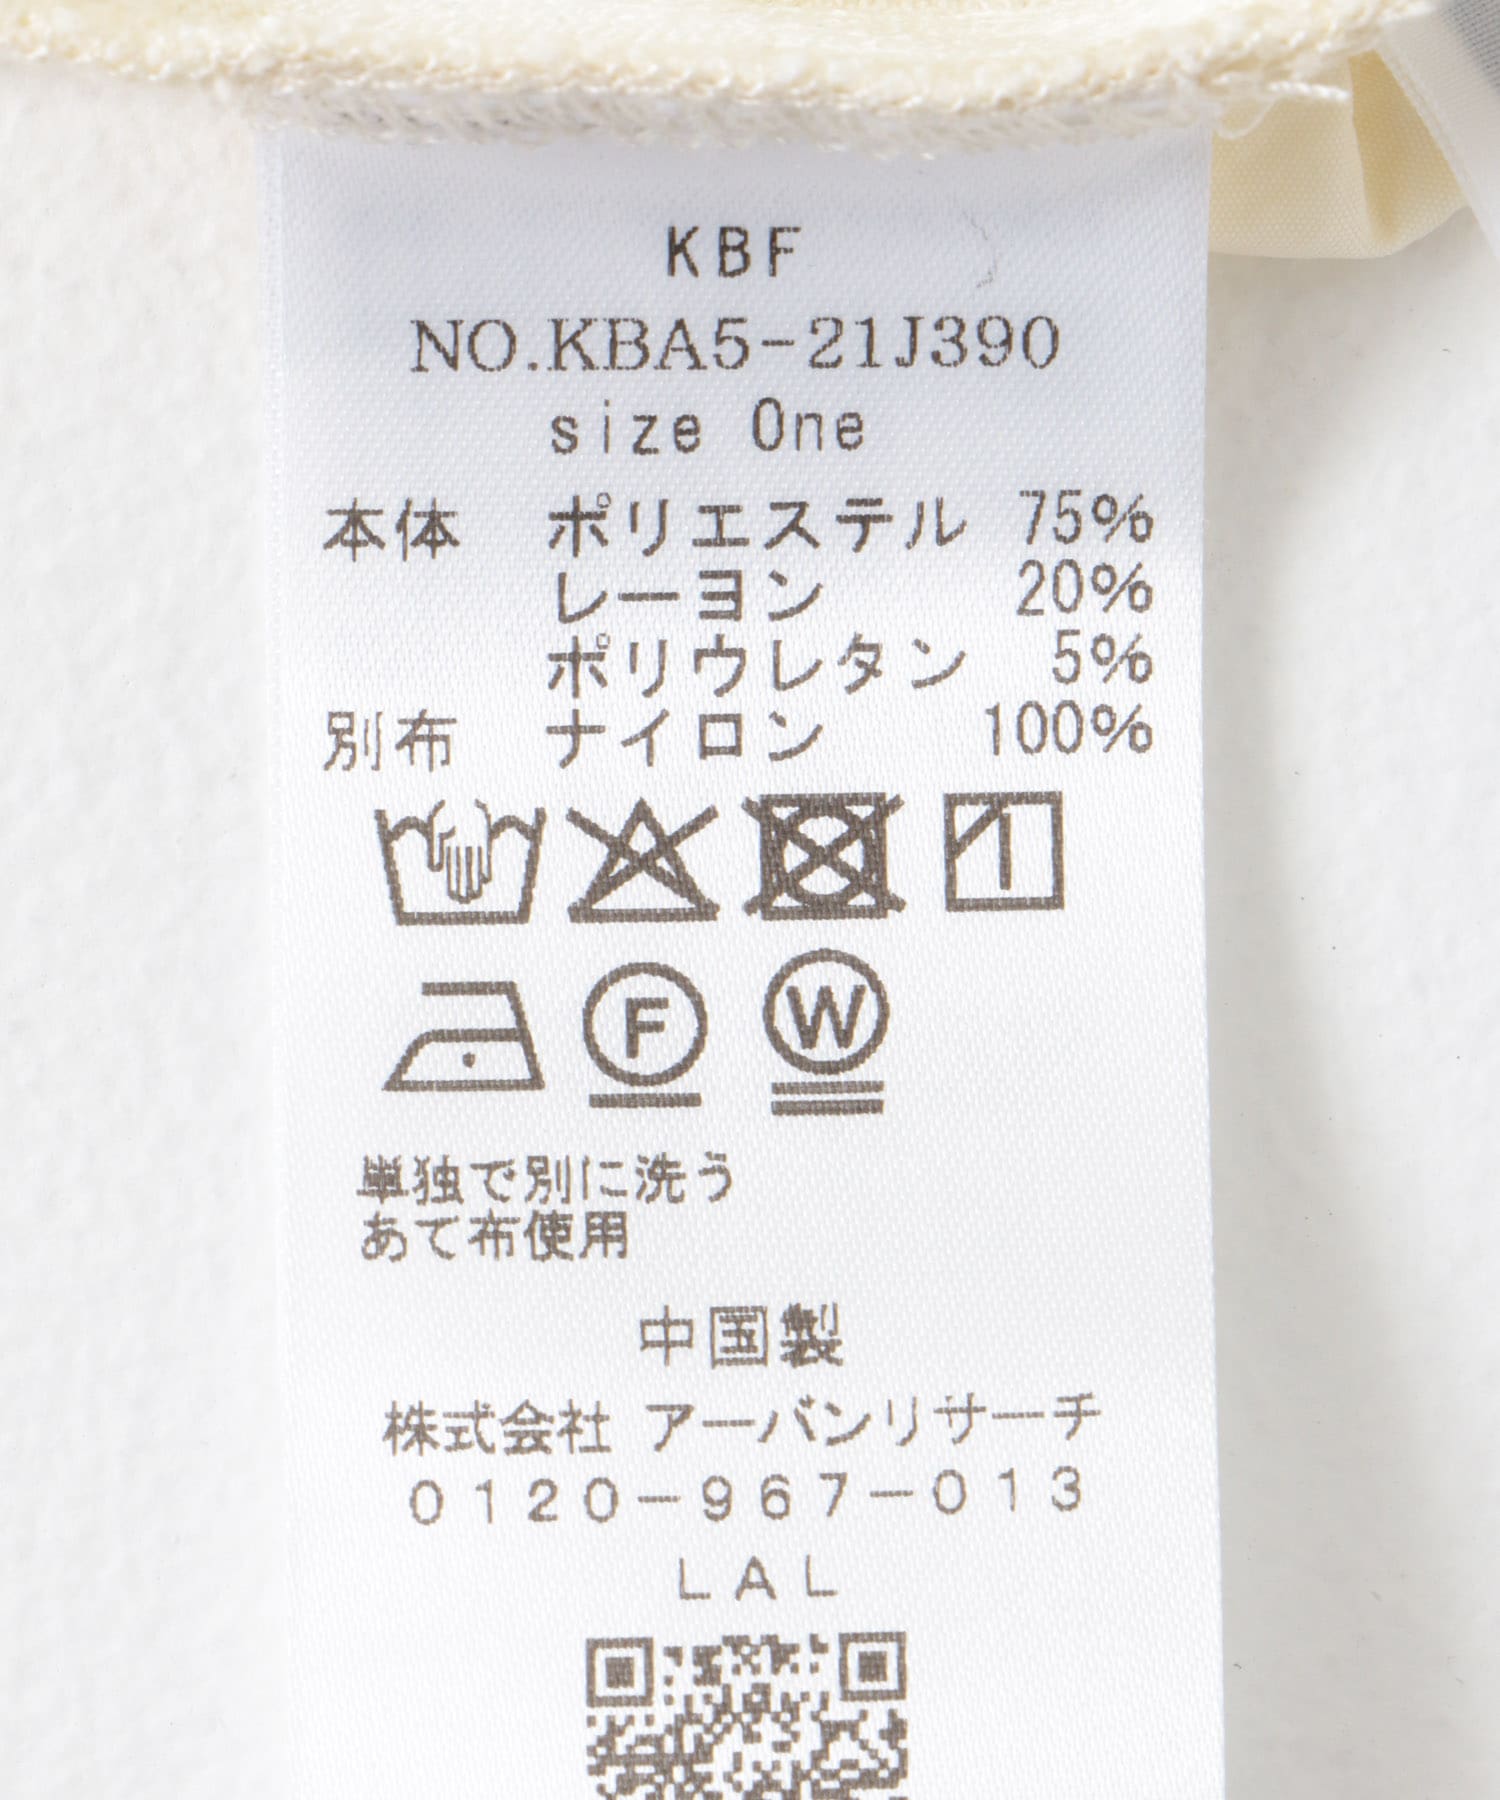 KBF
NO.KBA5-21J390
size One
本体 ポリエステル 75%
レーヨン 20%
ポリウレタン 5%
別布 ナイロン 100%
F W
単独で別に洗う
あて布使用
中国製
株式会社 アーバンリサーチ
0120-967-013
LAL